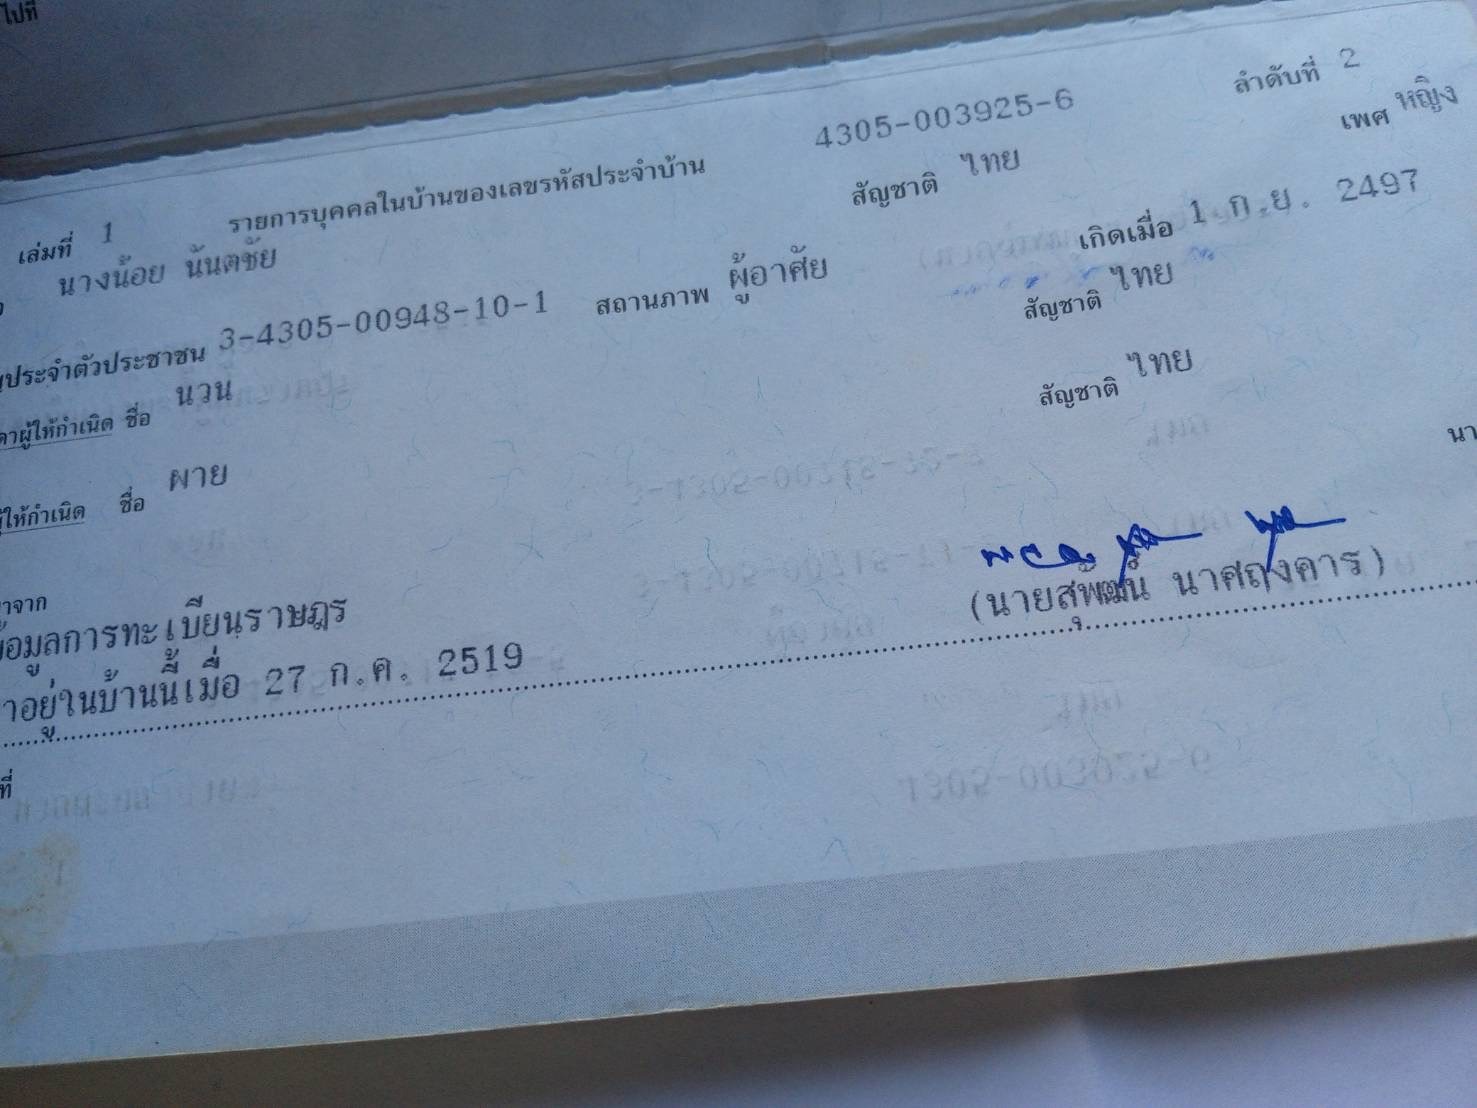 ไปที่
เล่มที่ 1 รายการบุคคลในบ้านของเลขรหัสประจำบ้าน 4305-003925-6 ลำดับที่ 2
นางน้อย นันตชัย สัญชาติ ไทย เพศ หญิง
ประจำตัวประชาชน 3-4305-00948-10-1 สถานภาพ ผู้อาศัย เกิดเมื่อ 1 ก.ย. 2497
ผู้ให้กำเนิด ชื่อ นวน สัญชาติ ไทย
ให้กำเนิด ชื่อ ผาย สัญชาติ ไทย
นา
าจาก
ข้อมูลการทะเบียนราษฎร
าอยู่ในบ้านนี้เมื่อ 27 ก.ค. 2519 (นายสุพัฒน์ นาศฤงคาร)
ที่